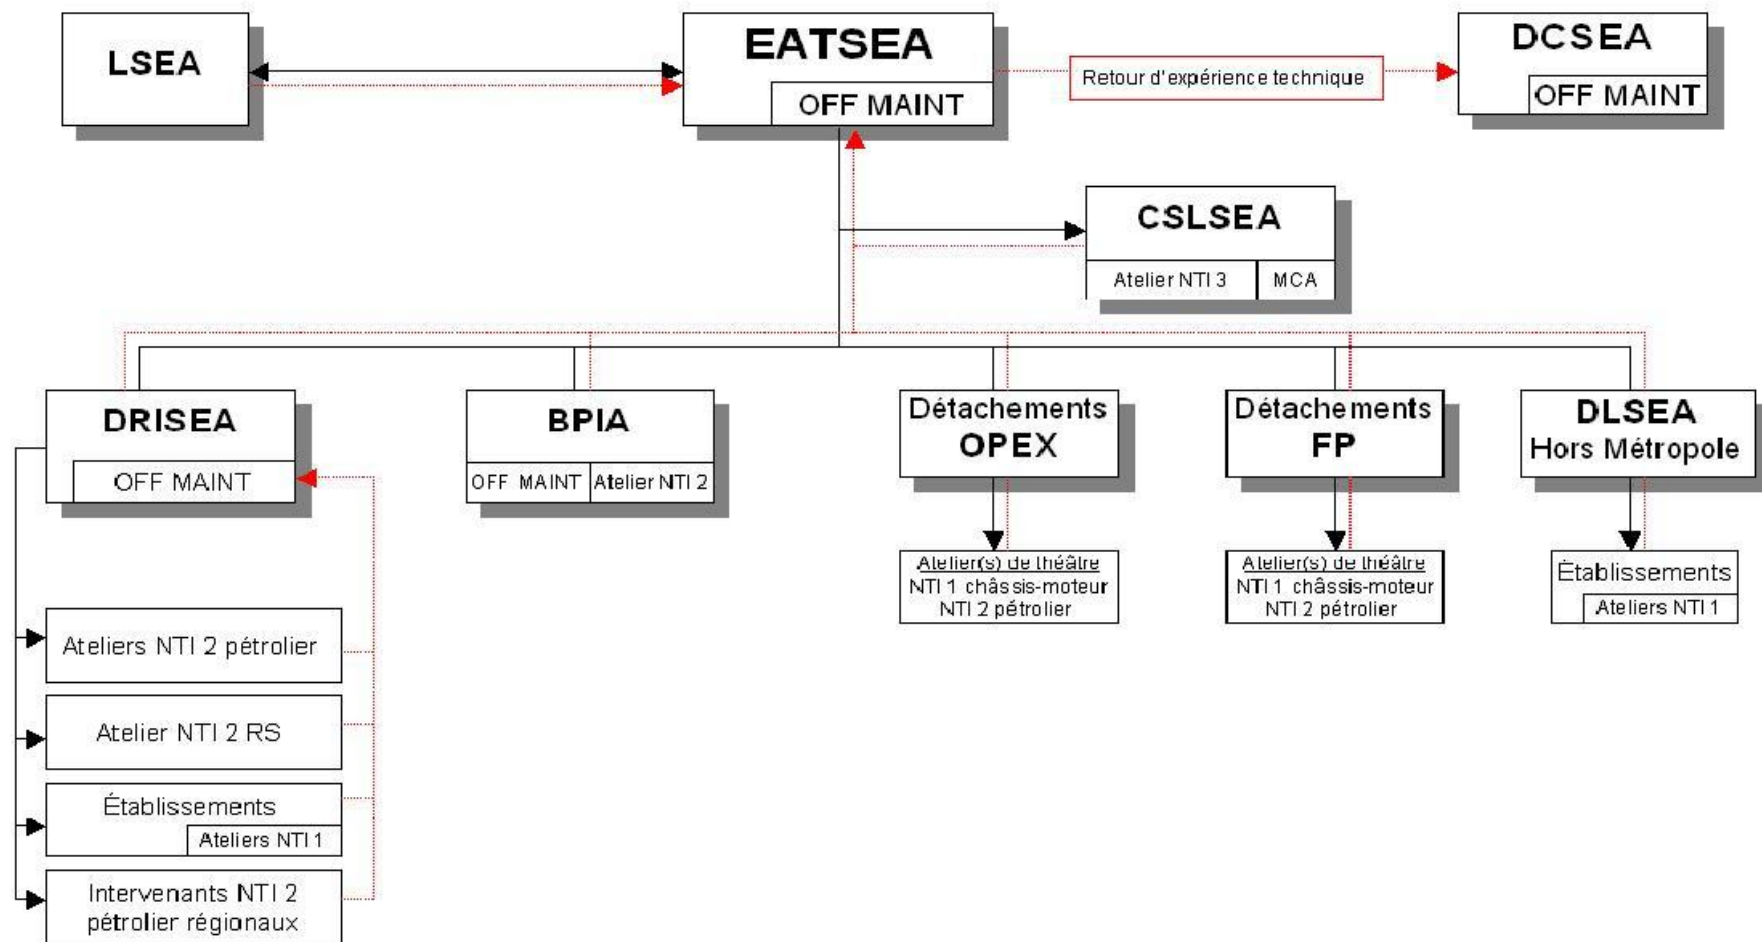 LSEA
EATSEA
OFF MAINT
Retour d'expérience technique
DCSEA
OFF MAINT
CSLSEA
Atelier NTI 3
MCA
DRISEA
OFF MAINT
BPIA
OFF MAINT
Atelier NTI 2
Détachements
OPEX
Détachements
FP
DLSEA
Hors Métropole
Atelier(s) de théâtre
NTI 1 châssis-moteur
NTI 2 pétrolier
Atelier(s) de théâtre
NTI 1 châssis-moteur
NTI 2 pétrolier
Établissements
Ateliers NTI 1
Ateliers NTI 2 pétrolier
Atelier NTI 2 RS
Établissements
Ateliers NTI 1
Intervenants NTI 2
pétrolier régionaux